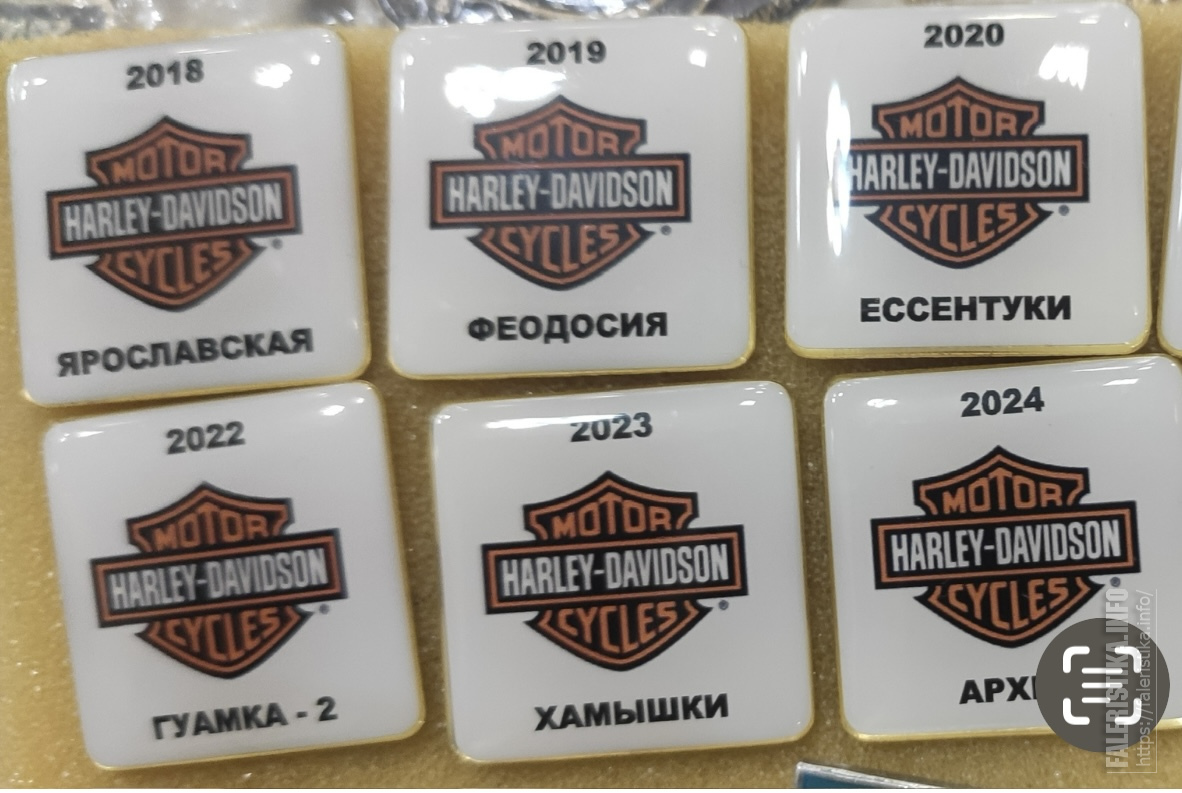 2018
MOTOR
HARLEY-DAVIDSON
CYCLES
®
ЯРОСЛАВСКАЯ
2019
MOTOR
HARLEY-DAVIDSON
CYCLES
®
ФЕОДОСИЯ
2020
MOTOR
HARLEY-DAVIDSON
CYCLES
®
ЕССЕНТУКИ
2022
MOTOR
HARLEY-DAVIDSON
CYCLES
®
ГУАМКА - 2
2023
MOTOR
HARLEY-DAVIDSON
CYCLES
®
ХАМЫШКИ
2024
MOTOR
HARLEY-DAVIDSON
CYCLES
®
FALERISTIKA.INFO
https://faleristika.info/